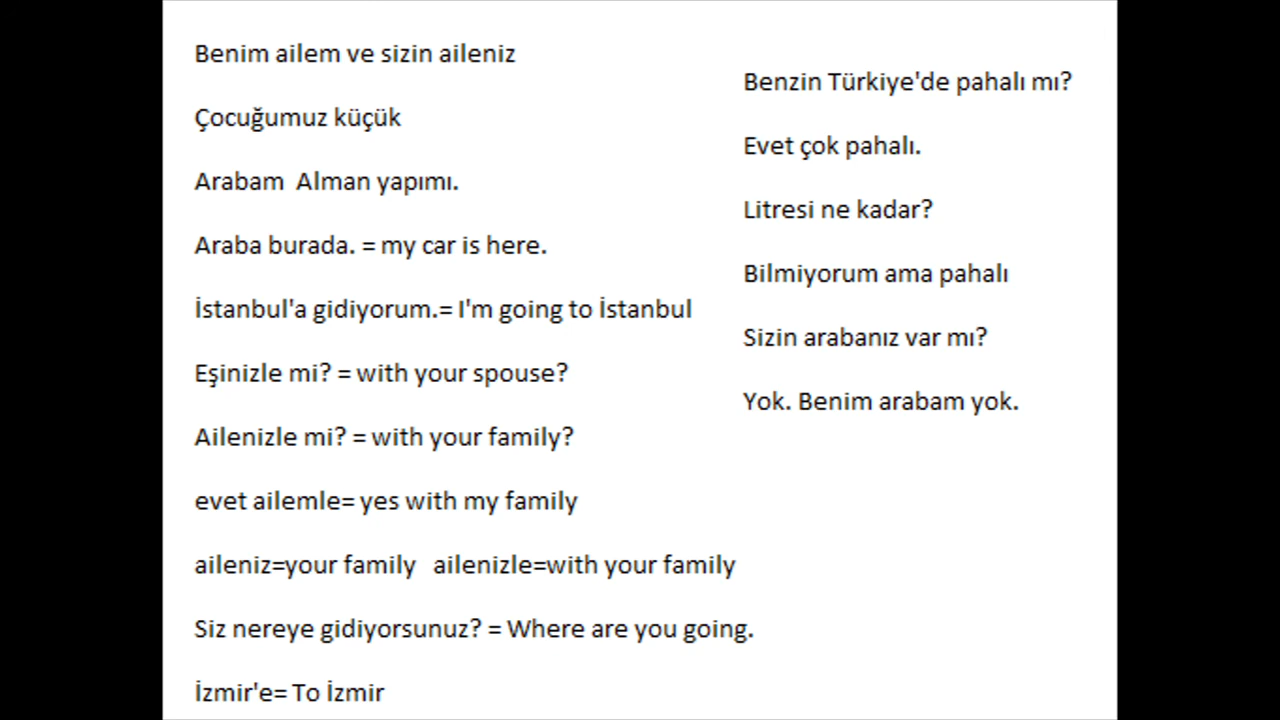 Benim ailem ve sizin aileniz
Çocuğumuz küçük
Arabam  Alman yapımı.
Araba burada. = my car is here.
İstanbul'a gidiyorum.= I'm going to İstanbul
Eşinizle mi? = with your spouse?
Ailenizle mi? = with your family?
evet ailemle= yes with my family
aileniz=your family   ailenizle=with your family
Siz nereye gidiyorsunuz? = Where are you going.
İzmir'e= To İzmir
Benzin Türkiye'de pahalı mı?
Evet çok pahalı.
Litresi ne kadar?
Bilmiyorum ama pahalı
Sizin arabanız var mı?
Yok. Benim arabam yok.